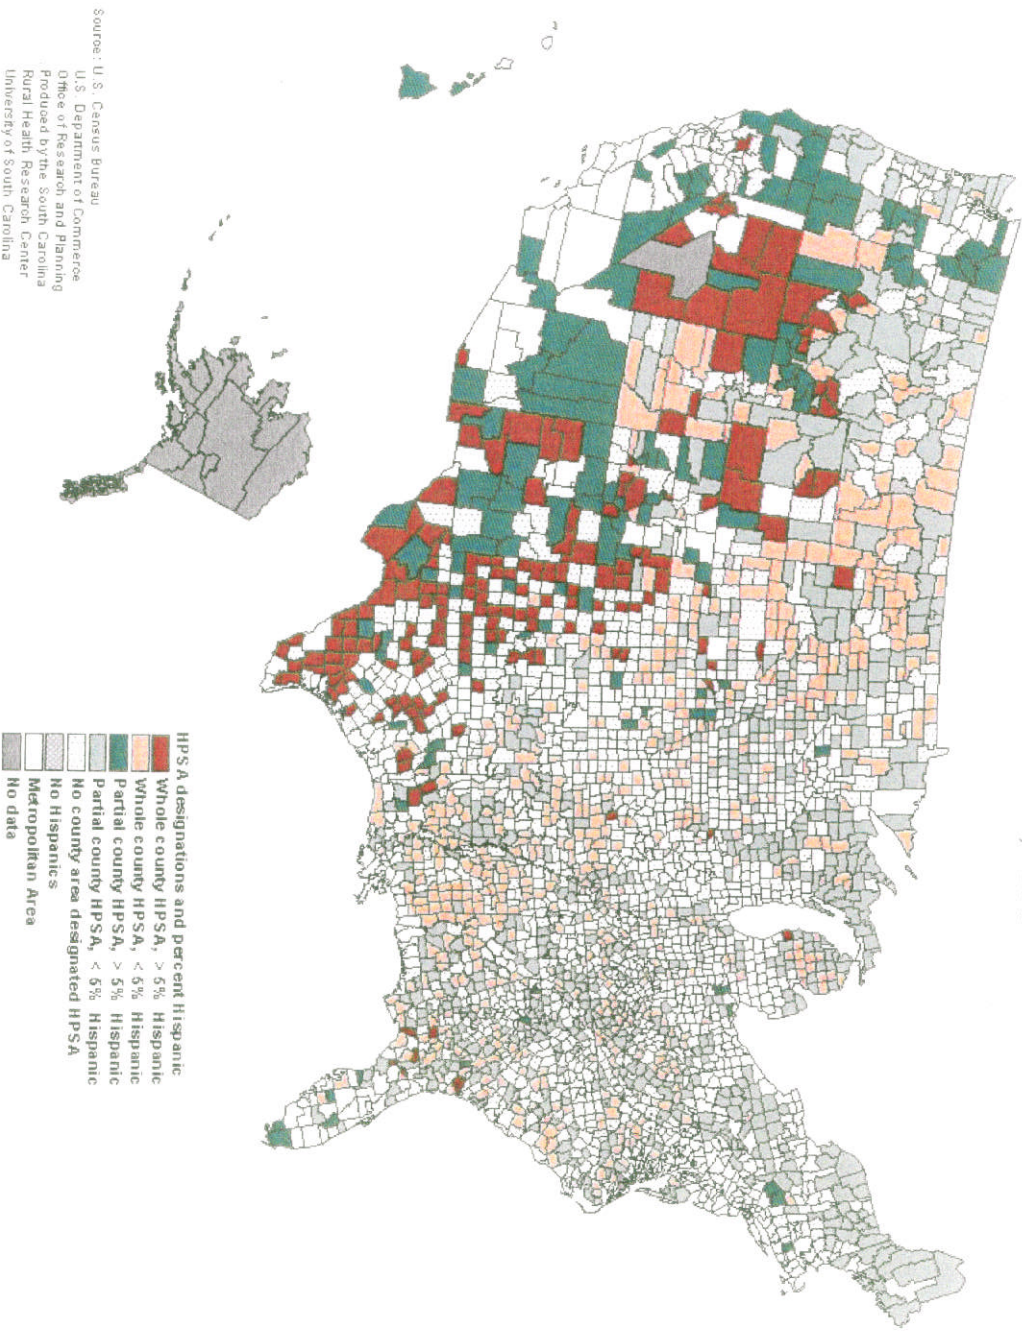 HPSA designations and percent Hispanic
Whole county HPSA, > 5% Hispanic
Whole county HPSA, < 5% Hispanic
Partial county HPSA, > 5% Hispanic
Partial county HPSA, < 5% Hispanic
No county area designated HPSA
No Hispanics
Metropolitan Area
No data
Source: U.S. Census Bureau
U.S. Department of Commerce
Office of Research and Planning
Produced by the South Carolina
Rural Health Research Center
University of South Carolina